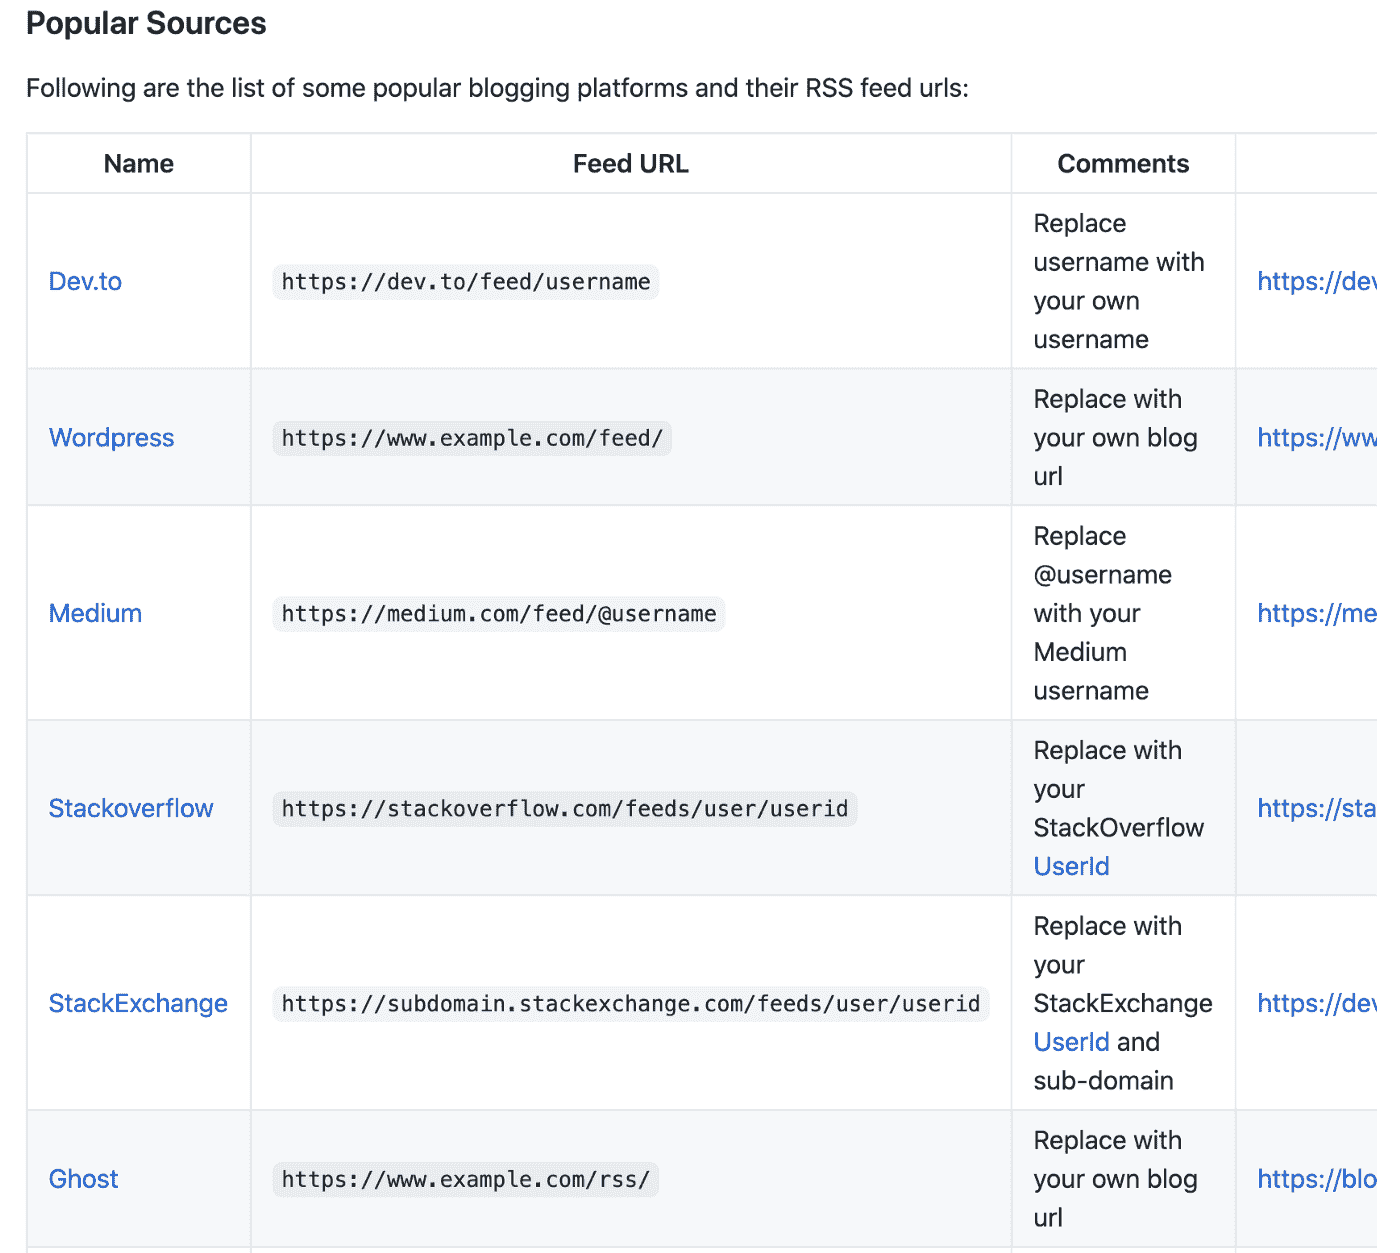 Popular Sources
Following are the list of some popular blogging platforms and their RSS feed urls:
Name
Feed URL
Comments
Dev.to
https://dev.to/feed/username
Replace
username with
your own
username
https://dev
Wordpress
https://www.example.com/feed/
Replace with
your own blog
url
https://ww
Medium
https://medium.com/feed/@username
Replace
@username
with your
Medium
username
https://me
Stackoverflow
https://stackoverflow.com/feeds/user/userid
Replace with
your
StackOverflow
UserId
https://sta
StackExchange
https://subdomain.stackexchange.com/feeds/user/userid
Replace with
your
StackExchange
UserId and
sub-domain
https://dev
Ghost
https://www.example.com/rss/
Replace with
your own blog
url
https://blo